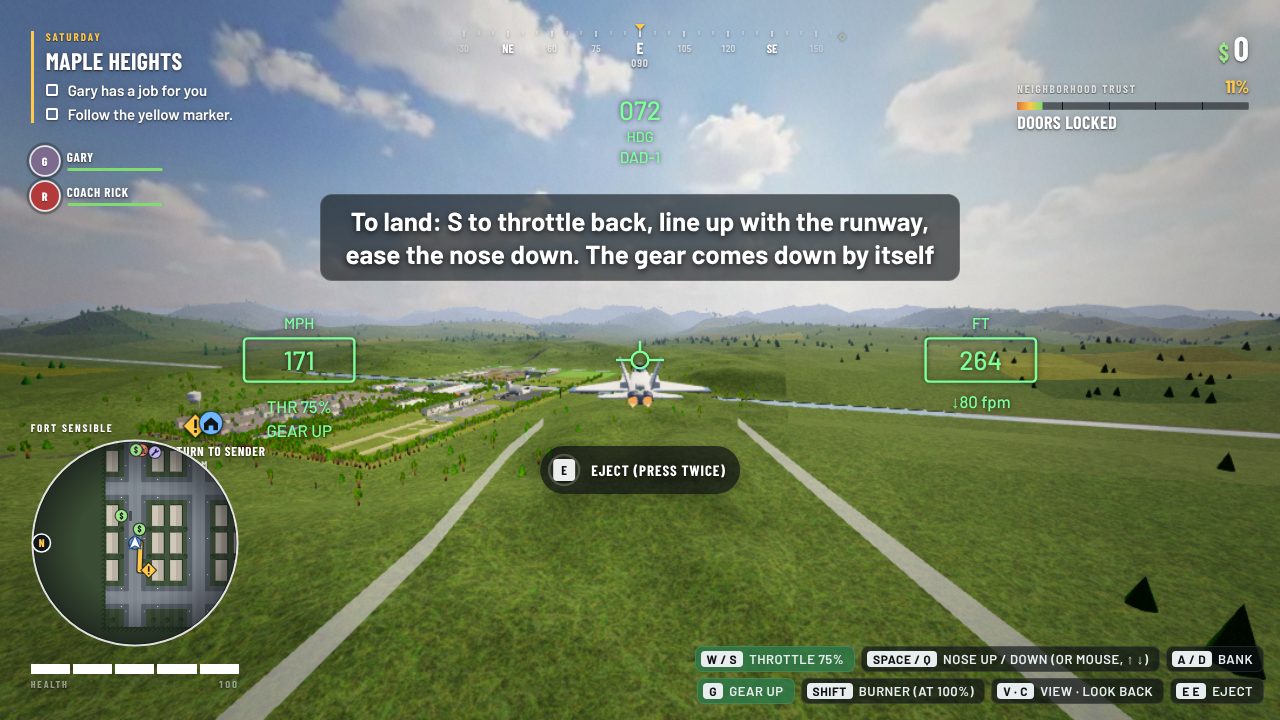 SATURDAY
MAPLE HEIGHTS
Gary has a job for you
Follow the yellow marker.
G GARY
R COACH RICK
30 NE 60 75 E 105 120 SE 150
090
072
HDG
DAD-1
$0
NEIGHBORHOOD TRUST 11%
DOORS LOCKED
To land: S to throttle back, line up with the runway,
ease the nose down. The gear comes down by itself
MPH
171
THR 75%
GEAR UP
FT
264
↓80 fpm
FORT SENSIBLE
TURN TO SENDER
$
$
$
N
E EJECT (PRESS TWICE)
HEALTH 100
W / S THROTTLE 75%
SPACE / Q NOSE UP / DOWN (OR MOUSE, ↑ ↓)
A / D BANK
G GEAR UP
SHIFT BURNER (AT 100%)
V · C VIEW · LOOK BACK
E E EJECT